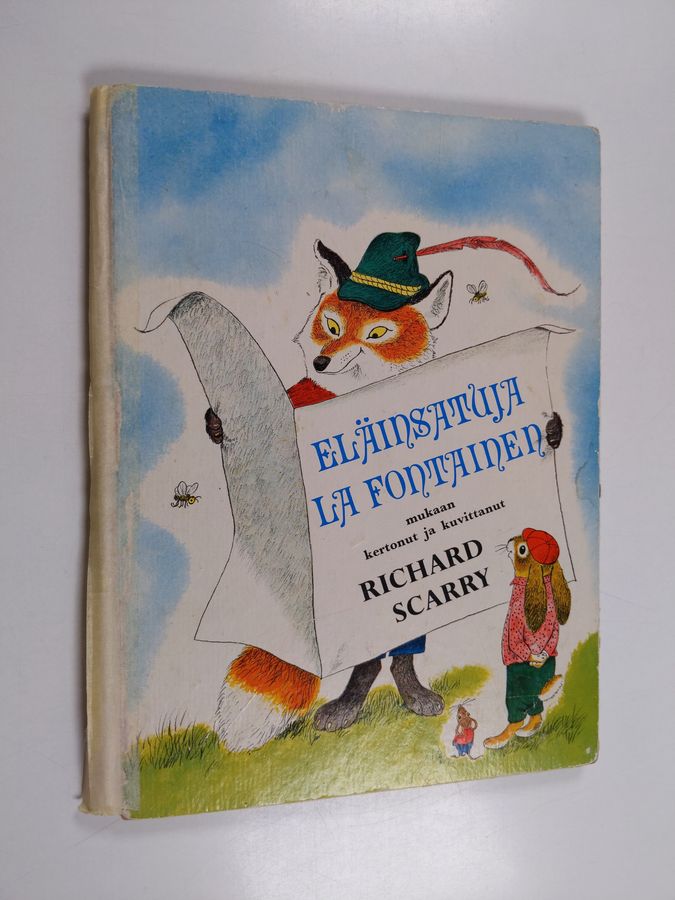 ELÄINSATUJA
LA FONTAINEN
mukaan
kertonut ja kuvittanut
RICHARD
SCARRY